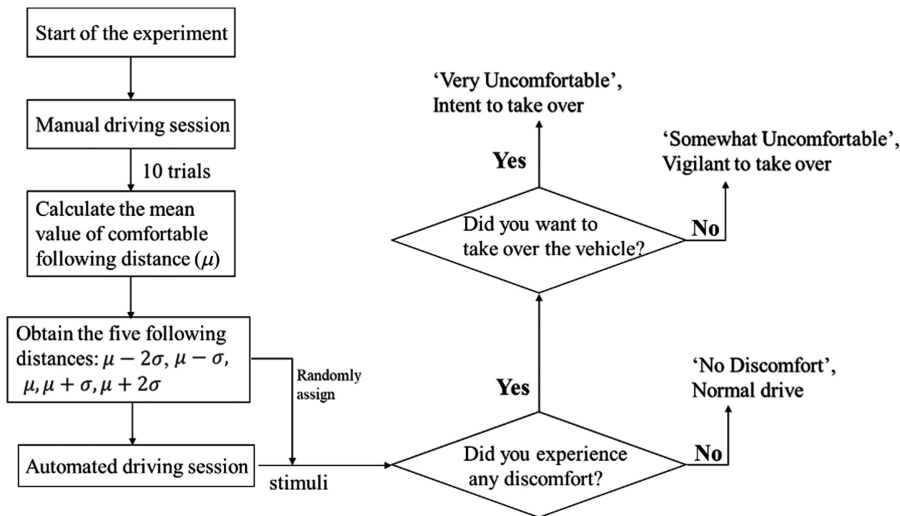 Start of the experiment
Manual driving session
10 trials
Calculate the mean
value of comfortable
following distance (μ)
Obtain the five following
distances: μ − 2σ, μ − σ,
μ, μ + σ, μ + 2σ
Randomly
assign
Automated driving session
stimuli
Did you experience
any discomfort?
No
‘No Discomfort’,
Normal drive
Yes
Did you want to
take over the vehicle?
No
‘Somewhat Uncomfortable’,
Vigilant to take over
Yes
‘Very Uncomfortable’,
Intent to take over